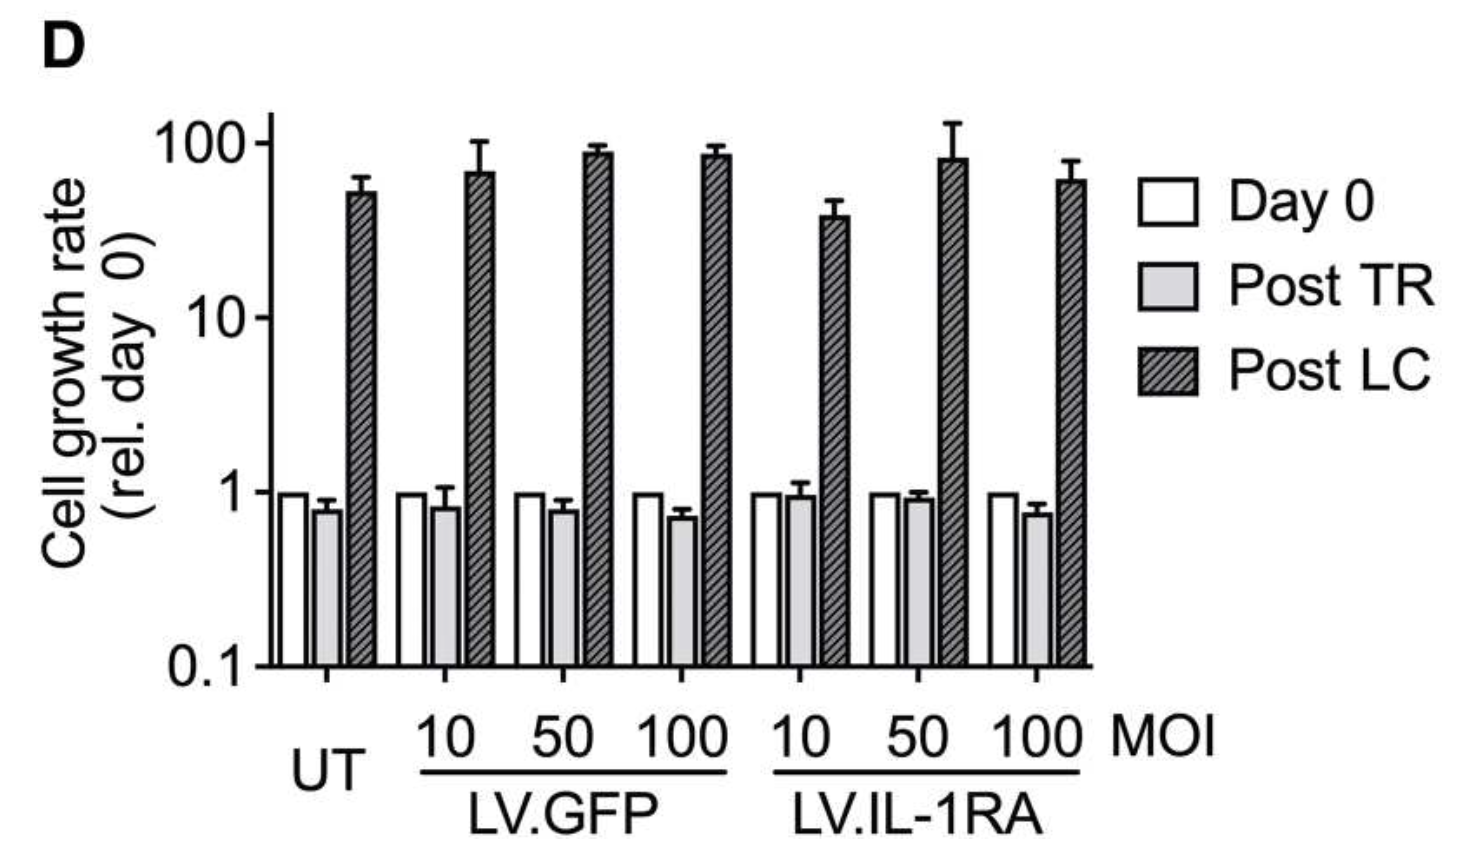 D
Cell growth rate
(rel. day 0)
100
10
1
0.1
Day 0
Post TR
Post LC
UT
10 50 100 10 50 100 MOI
LV.GFP LV.IL-1RA